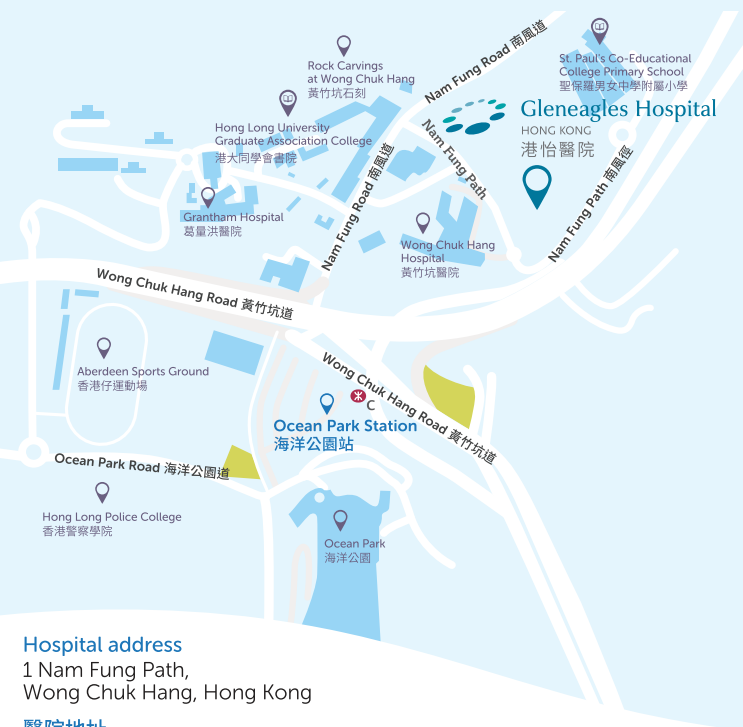 Rock Carvings
at Wong Chuk Hang
黃竹坑石刻
Nam Fung Road 南風道
St. Paul's Co-Educational
College Primary School
聖保羅男女中學附屬小學
Gleneagles Hospital
HONG KONG
港怡醫院
Hong Long University
Graduate Association College
港大同學會書院
Nam Fung Path
Nam Fung Road 南風道
Nam Fung Path 南風徑
Grantham Hospital
葛量洪醫院
Wong Chuk Hang
Hospital
黃竹坑醫院
Wong Chuk Hang Road 黃竹坑道
Aberdeen Sports Ground
香港仔運動場
Wong Chuk Hang Road 黃竹坑道
C
Ocean Park Station
海洋公園站
Ocean Park Road 海洋公園道
Hong Long Police College
香港警察學院
Ocean Park
海洋公園
Hospital address
1 Nam Fung Path,
Wong Chuk Hang, Hong Kong
醫院地址